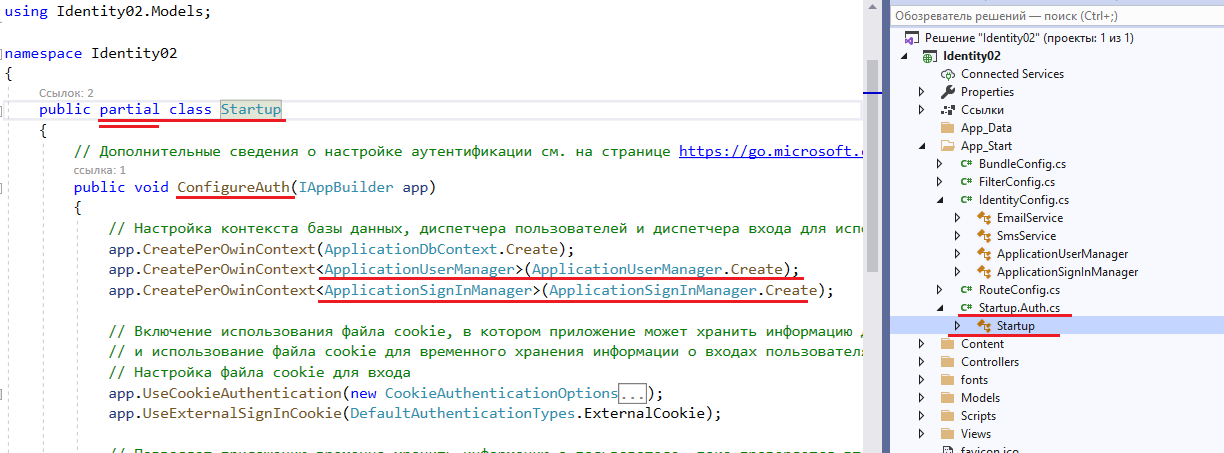 using Identity02.Models;
namespace Identity02
{
Ссылок: 2
public partial class Startup
{
// Дополнительные сведения о настройке аутентификации см. на странице https://go.microsoft.
ссылка: 1
public void ConfigureAuth(IAppBuilder app)
{
// Настройка контекста базы данных, диспетчера пользователей и диспетчера входа для
app.CreatePerOwinContext(ApplicationDbContext.Create);
app.CreatePerOwinContext<ApplicationUserManager>(ApplicationUserManager.Create);
app.CreatePerOwinContext<ApplicationSignInManager>(ApplicationSignInManager.Create);
// Включение использования файла cookie, в котором приложение может хранить информацию
// и использование файла cookie для временного хранения информации о входах
// Настройка файла cookie для входа
app.UseCookieAuthentication(new CookieAuthenticationOptions...);
app.UseExternalSignInCookie(DefaultAuthenticationTypes.ExternalCookie);
Обозреватель решений — поиск (Ctrl+;)
Решение "Identity02" (проекты: 1 из 1)
Identity02
Connected Services
Properties
C# Ссылки
App_Data
App_Start
C# BundleConfig.cs
C# FilterConfig.cs
C# IdentityConfig.cs
EmailService
SmsService
ApplicationUserManager
ApplicationSignInManager
C# RouteConfig.cs
C# Startup.Auth.cs
Startup
Content
Controllers
fonts
Models
Scripts
Views
favicon.ico